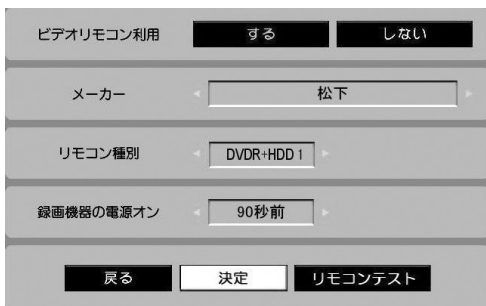 ビデオリモコン利用 する しない
メーカー 松下
リモコン種別 DVDR+HDD 1
録画機器の電源オン 90秒前
戻る 決定 リモコンテスト